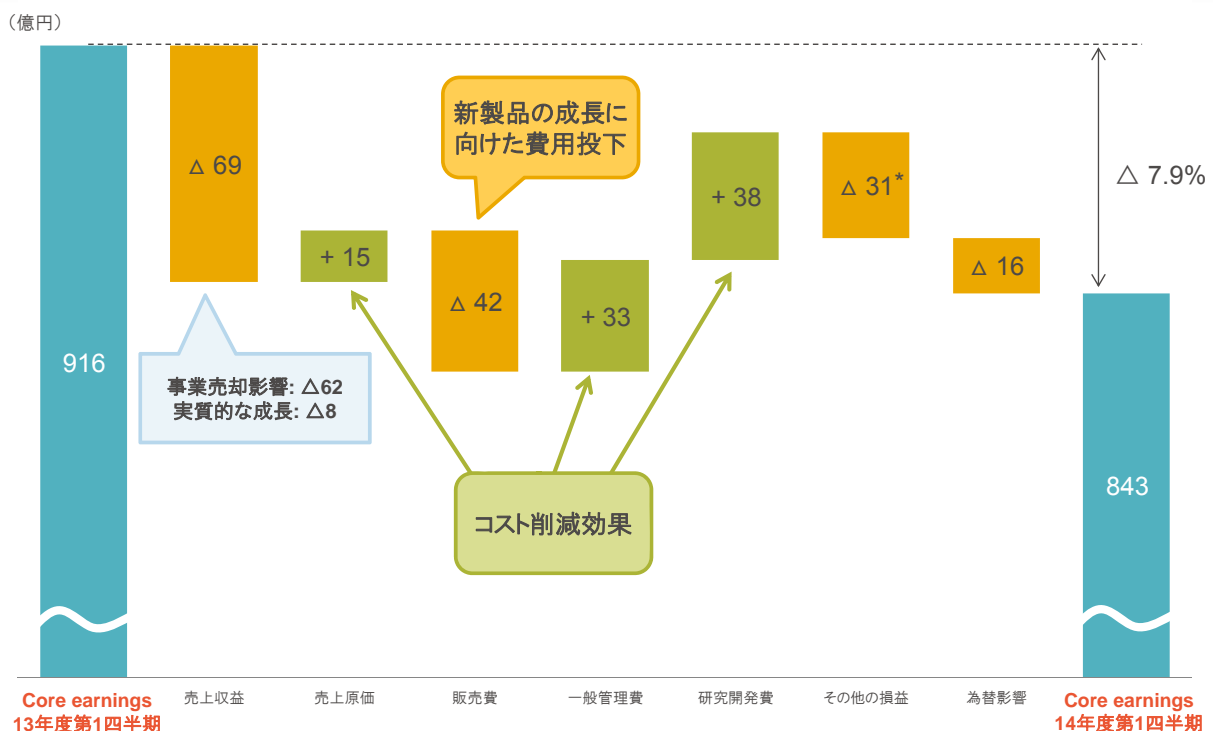 （億円）
新製品の成長に
向けた費用投下
△ 69
+ 15
△ 42
+ 33
+ 38
△ 31*
△ 16
△ 7.9%
916
843
事業売却影響: △62
実質的な成長: △8
コスト削減効果
Core earnings
13年度第1四半期
売上収益
売上原価
販売費
一般管理費
研究開発費
その他の損益
為替影響
Core earnings
14年度第1四半期